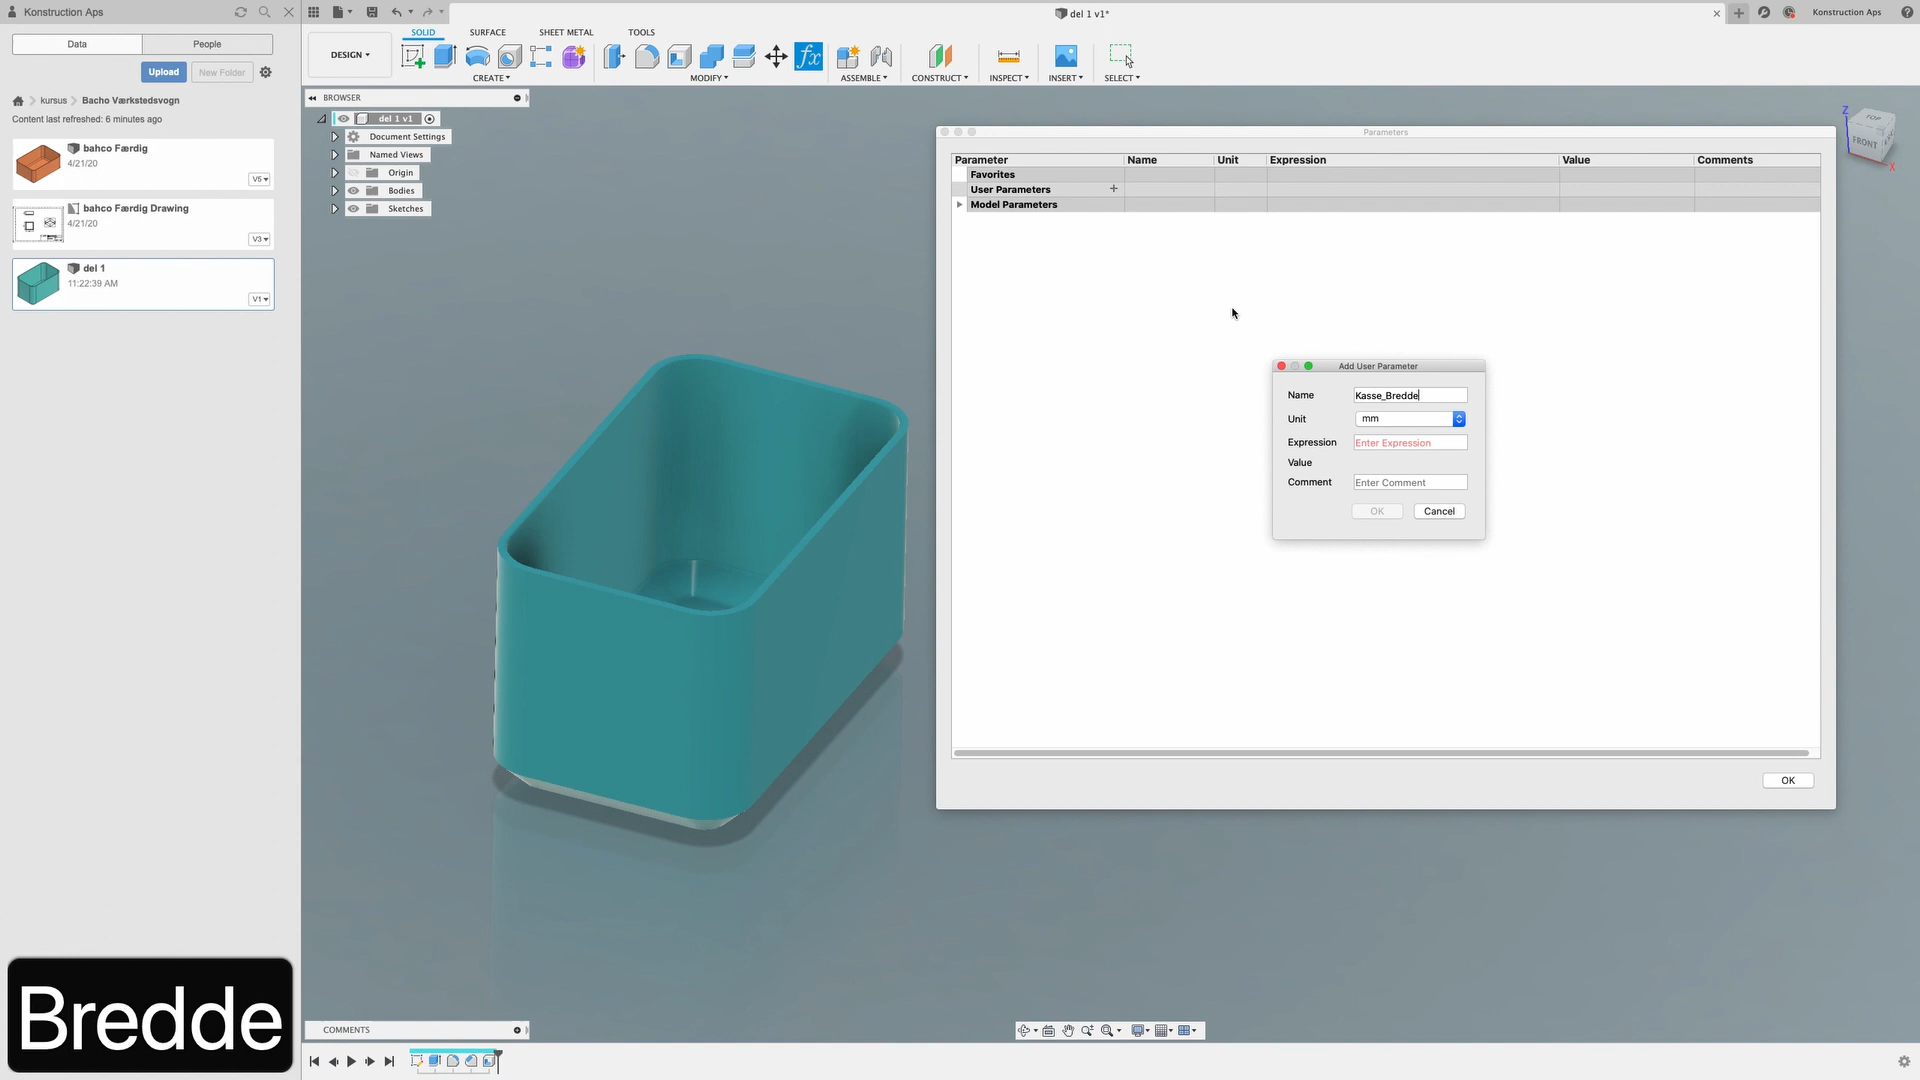 Konstruction Aps
Data
People
Upload
New Folder
kursus
Bacho Værkstedsvogn
Content last refreshed: 6 minutes ago
bahco Færdig
4/21/20
V5
bahco Færdig Drawing
4/21/20
V3
del 1
11:22:39 AM
V1
Bredde
del 1 v1*
Konstruction Aps
DESIGN
SOLID
SURFACE
SHEET METAL
TOOLS
fx
CREATE
MODIFY
ASSEMBLE
CONSTRUCT
INSPECT
INSERT
SELECT
BROWSER
del 1 v1
Document Settings
Named Views
Origin
Bodies
Sketches
Z
TOP
FRONT
X
Parameters
Parameter Name Unit Expression Value Comments
Favorites
User Parameters +
Model Parameters
Add User Parameter
Name Kasse_Bredde
Unit mm
Expression Enter Expression
Value
Comment Enter Comment
OK Cancel
OK
COMMENTS